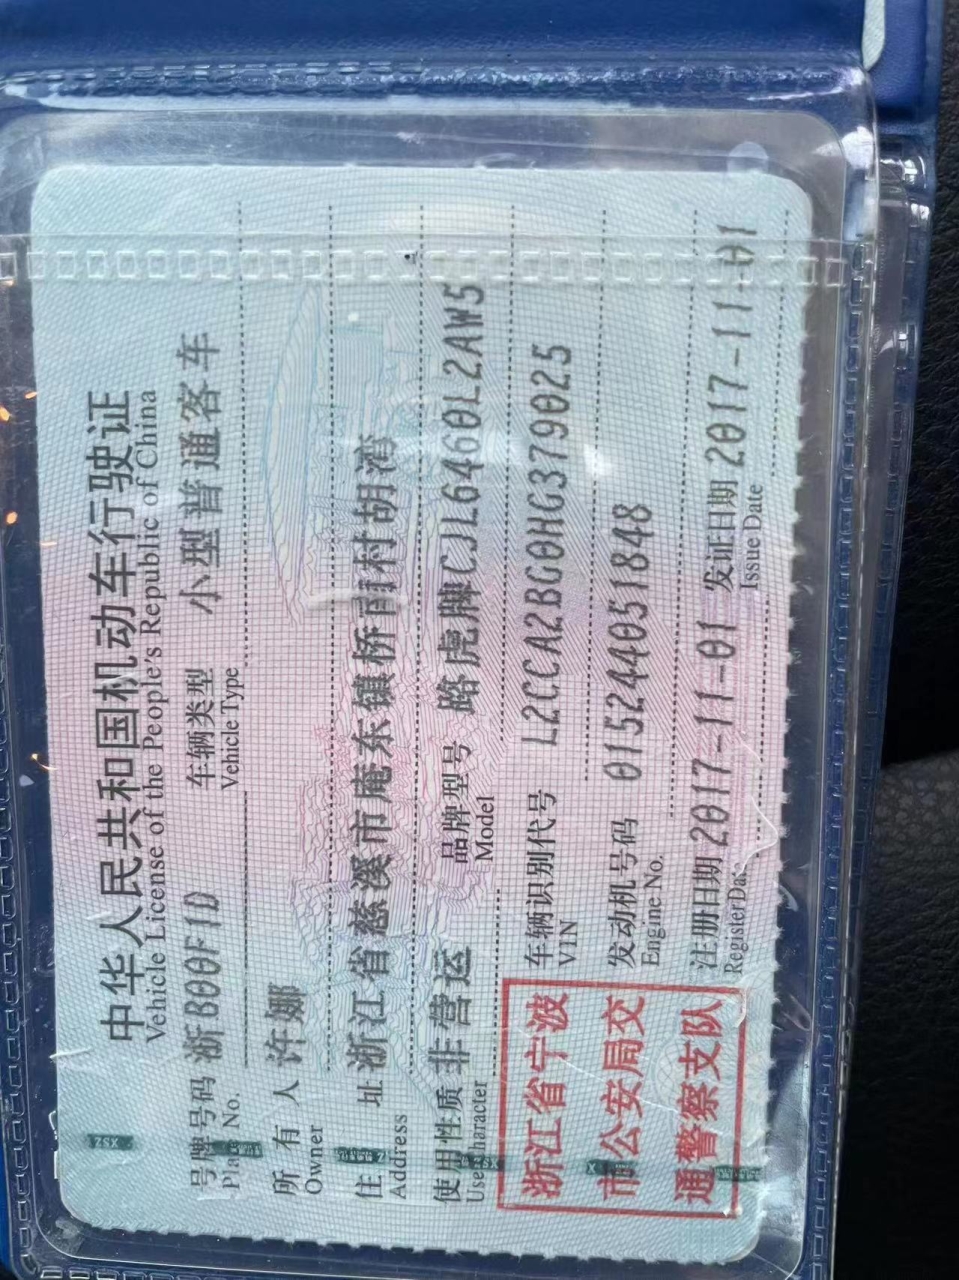 中华人民共和国机动车行驶证
Vehicle License of the People's Republic of China
号牌号码 浙B00F1D 车辆类型 小型普通客车
Plate No. Vehicle Type
所有人 许娜
Owner
住址 浙江省慈溪市庵东镇桥南村胡湾
Address
使用性质 非营运 品牌型号 路虎牌CJL6460L2AW5
Use Character Model
浙江省宁波
市公安局交
通警察支队
车辆识别代号 L2CCA2BG0HG379025
VIN
发动机号码 015244051848
Engine No.
注册日期 2017-11-01 发证日期 2017-11-01
Register Date Issue Date